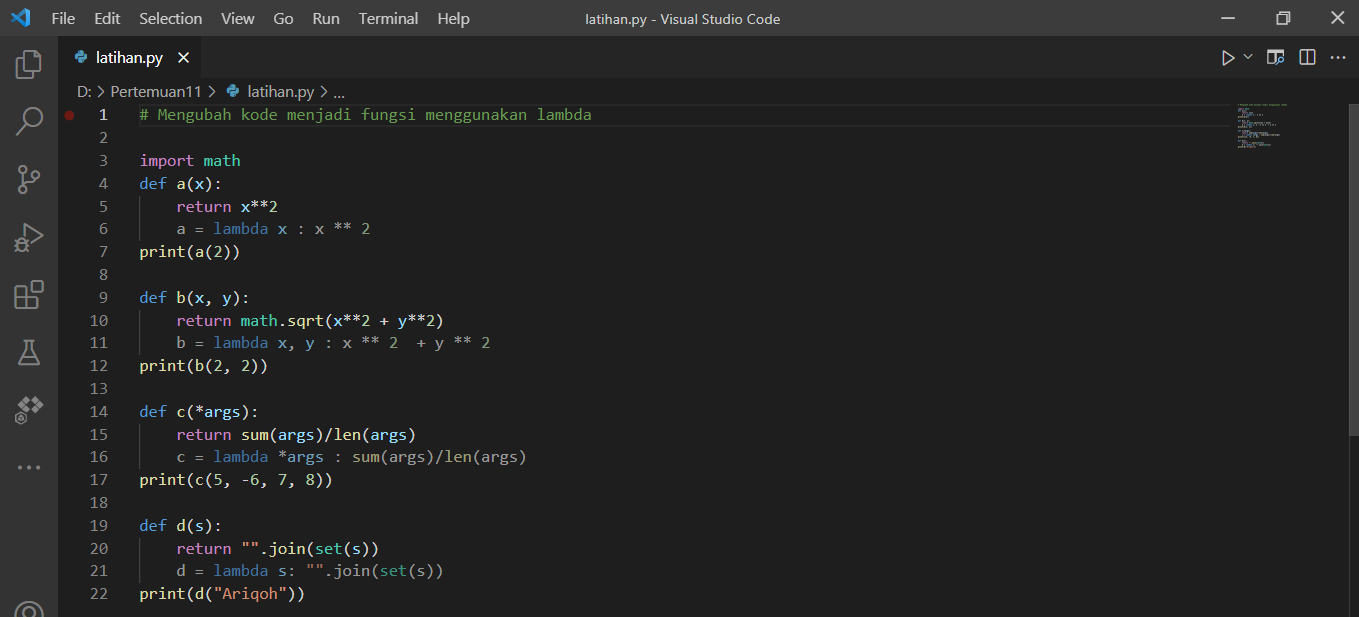 File Edit Selection View Go Run Terminal Help latihan.py - Visual Studio Code
latihan.py
D: > Pertemuan11 > latihan.py > ...
1 # Mengubah kode menjadi fungsi menggunakan lambda
2
3 import math
4 def a(x):
5     return x**2
6     a = lambda x : x ** 2
7 print(a(2))
8
9 def b(x, y):
10     return math.sqrt(x**2 + y**2)
11     b = lambda x, y : x ** 2  + y ** 2
12 print(b(2, 2))
13
14 def c(*args):
15     return sum(args)/len(args)
16     c = lambda *args : sum(args)/len(args)
17 print(c(5, -6, 7, 8))
18
19 def d(s):
20     return "".join(set(s))
21     d = lambda s: "".join(set(s))
22 print(d("Ariqoh"))